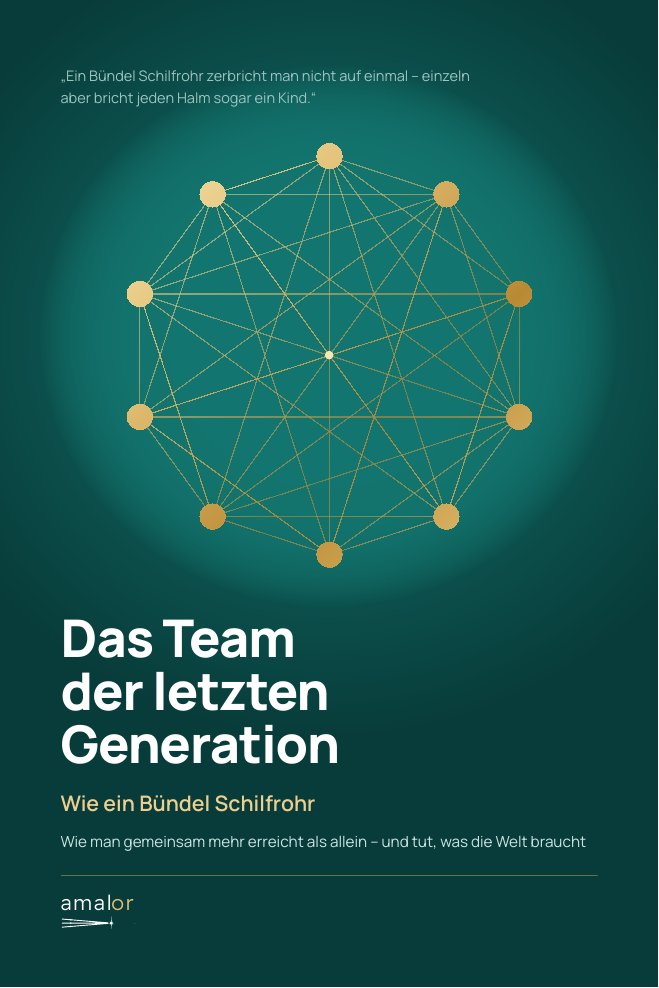 „Ein Bündel Schilfrohr zerbricht man nicht auf einmal – einzeln
aber bricht jeden Halm sogar ein Kind.“
Das Team
der letzten
Generation
Wie ein Bündel Schilfrohr
Wie man gemeinsam mehr erreicht als allein – und tut, was die Welt braucht
amalor